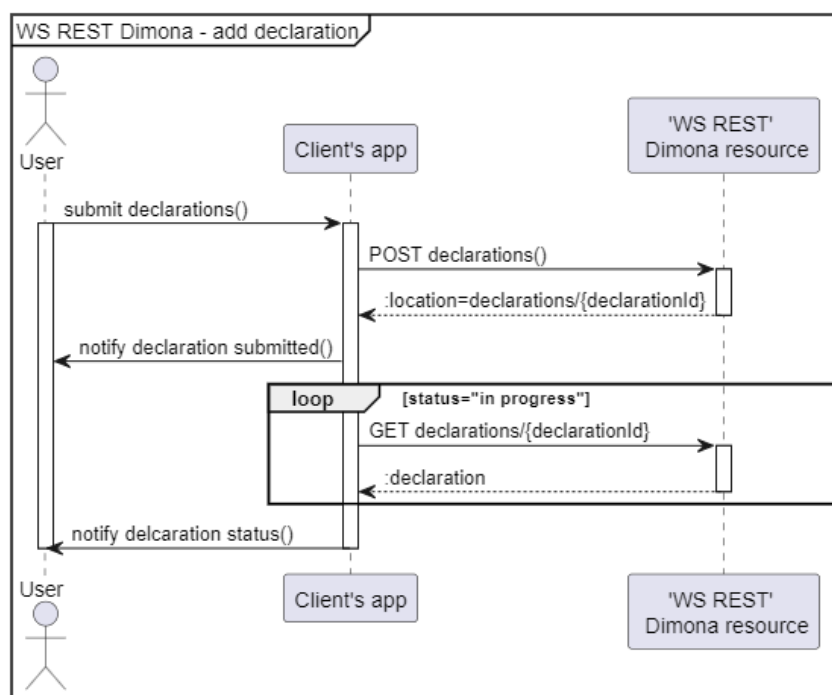 WS REST Dimona - add declaration
User
Client's app
'WS REST'
Dimona resource
submit declarations()
POST declarations()
:location=declarations/{declarationId}
notify declaration submitted()
loop
[status="in progress"]
GET declarations/{declarationId}
:declaration
notify delcaration status()
User
Client's app
'WS REST'
Dimona resource